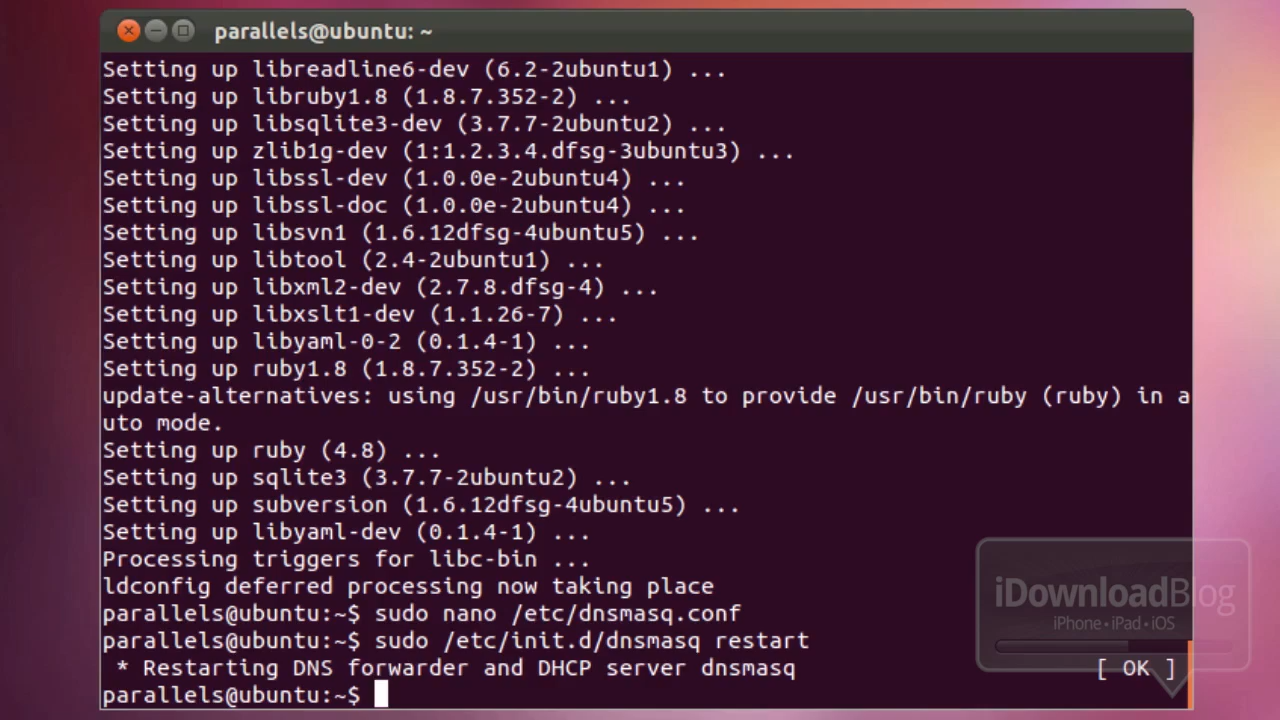 parallels@ubuntu: ~
Setting up libreadline6-dev (6.2-2ubuntu1) ...
Setting up libruby1.8 (1.8.7.352-2) ...
Setting up libsqlite3-dev (3.7.7-2ubuntu2) ...
Setting up zlib1g-dev (1:1.2.3.4.dfsg-3ubuntu3) ...
Setting up libssl-dev (1.0.0e-2ubuntu4) ...
Setting up libssl-doc (1.0.0e-2ubuntu4) ...
Setting up libsvn1 (1.6.12dfsg-4ubuntu5) ...
Setting up libtool (2.4-2ubuntu1) ...
Setting up libxml2-dev (2.7.8.dfsg-4) ...
Setting up libxslt1-dev (1.1.26-7) ...
Setting up libyaml-0-2 (0.1.4-1) ...
Setting up ruby1.8 (1.8.7.352-2) ...
update-alternatives: using /usr/bin/ruby1.8 to provide /usr/bin/ruby (ruby) in a
uto mode.
Setting up ruby (4.8) ...
Setting up sqlite3 (3.7.7-2ubuntu2) ...
Setting up subversion (1.6.12dfsg-4ubuntu5) ...
Setting up libyaml-dev (0.1.4-1) ...
Processing triggers for libc-bin ...
ldconfig deferred processing now taking place
parallels@ubuntu:~$ sudo nano /etc/dnsmasq.conf
parallels@ubuntu:~$ sudo /etc/init.d/dnsmasq restart
 * Restarting DNS forwarder and DHCP server dnsmasq [ OK ]
parallels@ubuntu:~$
iDownloadBlog
iPhone • iPad • iOS